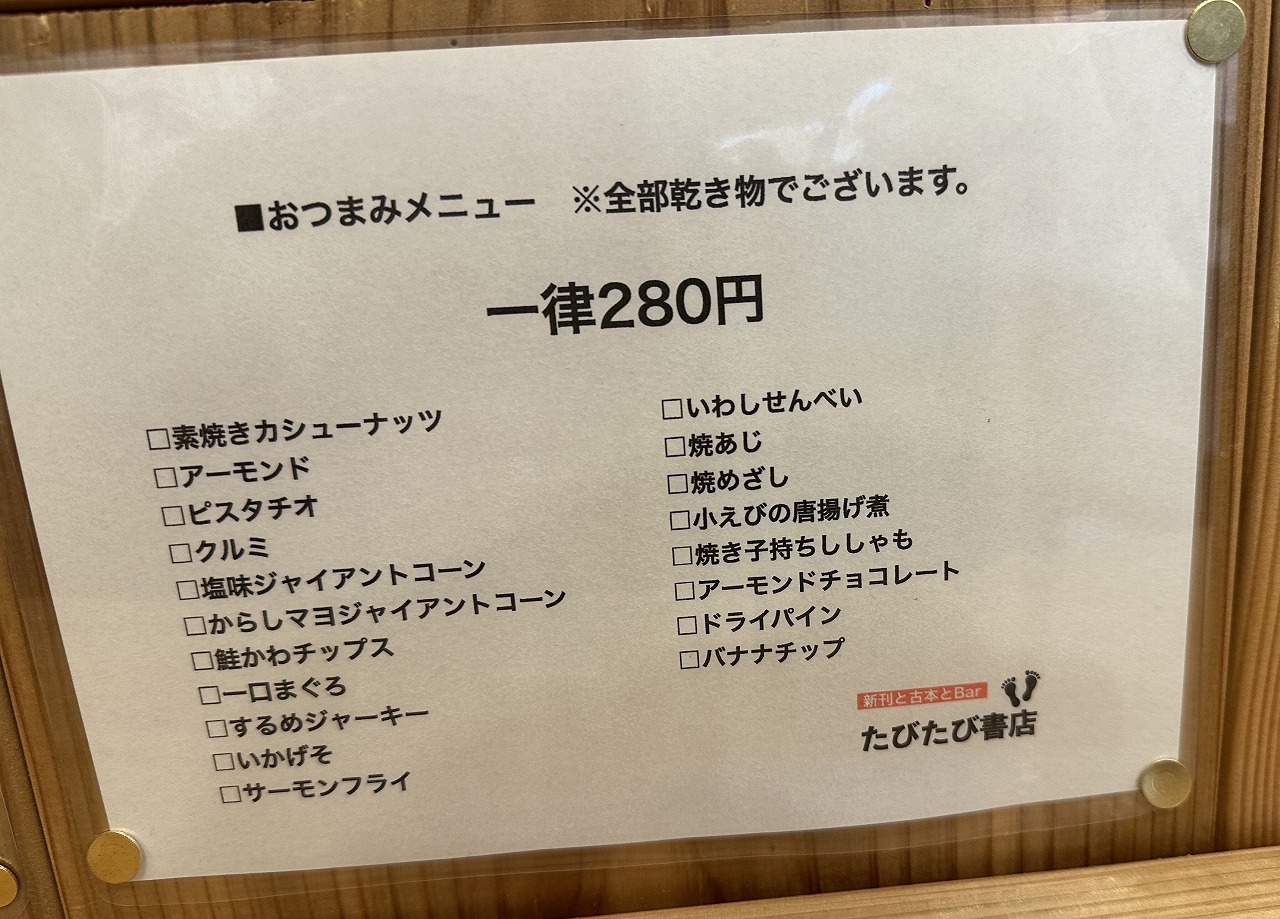 ■おつまみメニュー　※全部乾き物でございます。
一律280円
□素焼きカシューナッツ
□アーモンド
□ピスタチオ
□クルミ
□塩味ジャイアントコーン
□からしマヨジャイアントコーン
□鮭かわチップス
□一口まぐろ
□するめジャーキー
□いかげそ
□サーモンフライ
□いわしせんべい
□焼あじ
□焼めざし
□小えびの唐揚げ煮
□焼き子持ちししゃも
□アーモンドチョコレート
□ドライパイン
□バナナチップ
新刊と古本とBar
たびたび書店